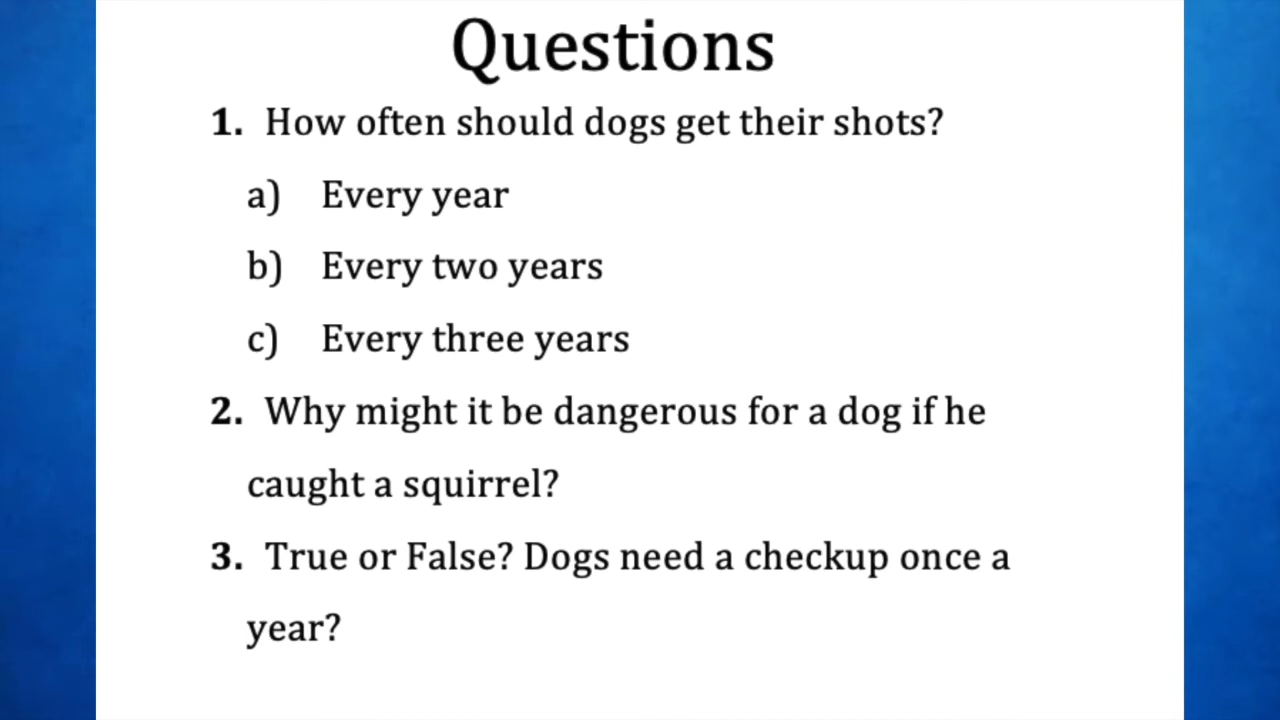 Questions
1. How often should dogs get their shots?
a) Every year
b) Every two years
c) Every three years
2. Why might it be dangerous for a dog if he
caught a squirrel?
3. True or False? Dogs need a checkup once a
year?